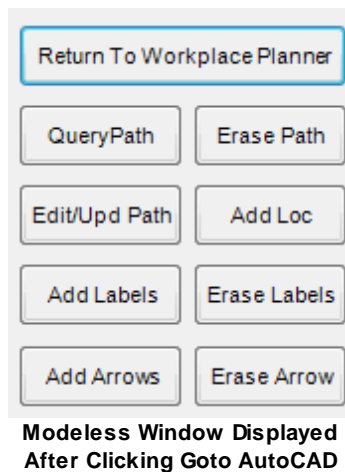 Return To Workplace Planner
QueryPath Erase Path
Edit/Upd Path Add Loc
Add Labels Erase Labels
Add Arrows Erase Arrow
Modeless Window Displayed
After Clicking Goto AutoCAD